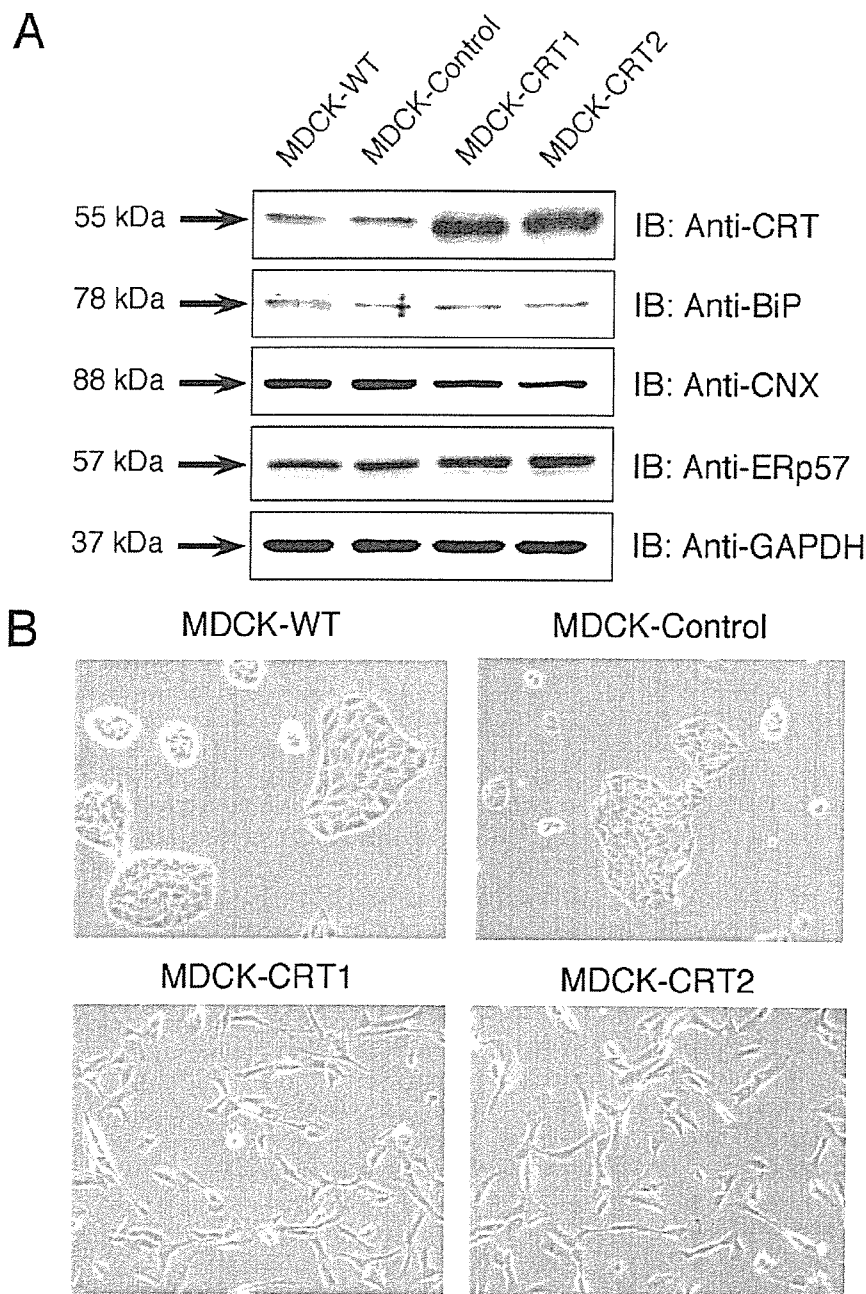 A
MDCK-WT
MDCK-Control
MDCK-CRT1
MDCK-CRT2
55 kDa
IB: Anti-CRT
78 kDa
IB: Anti-BiP
88 kDa
IB: Anti-CNX
57 kDa
IB: Anti-ERp57
37 kDa
IB: Anti-GAPDH
B
MDCK-WT
MDCK-Control
MDCK-CRT1
MDCK-CRT2